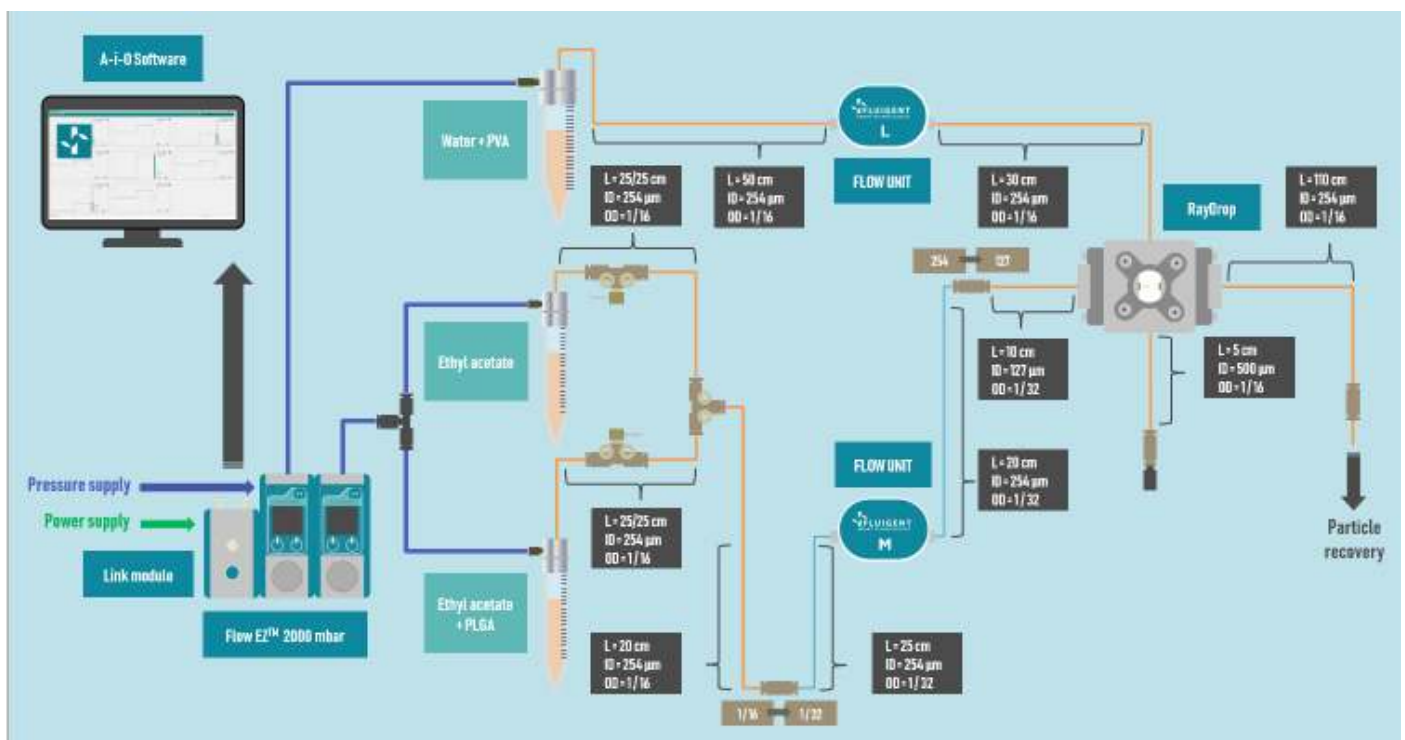 A-i-O Software
Water + PVA
L = 25/25 cm
ID = 254 µm
OD = 1/16
L = 50 cm
ID = 254 µm
OD = 1/16
FLUIGENT
L
FLOW UNIT
L = 30 cm
ID = 254 µm
OD = 1/16
RayDrop
L = 110 cm
ID = 254 µm
OD = 1/16
254
127
Ethyl acetate
L = 10 cm
ID = 127 µm
OD = 1/32
L = 5 cm
ID = 500 µm
OD = 1/16
Pressure supply
Power supply
Link module
Flow EZ™ 2000 mbar
FLOW UNIT
FLUIGENT
M
L = 20 cm
ID = 254 µm
OD = 1/32
L = 25/25 cm
ID = 254 µm
OD = 1/16
Particle
recovery
Ethyl acetate
+ PLGA
L = 20 cm
ID = 254 µm
OD = 1/16
L = 25 cm
ID = 254 µm
OD = 1/32
1/16
1/32